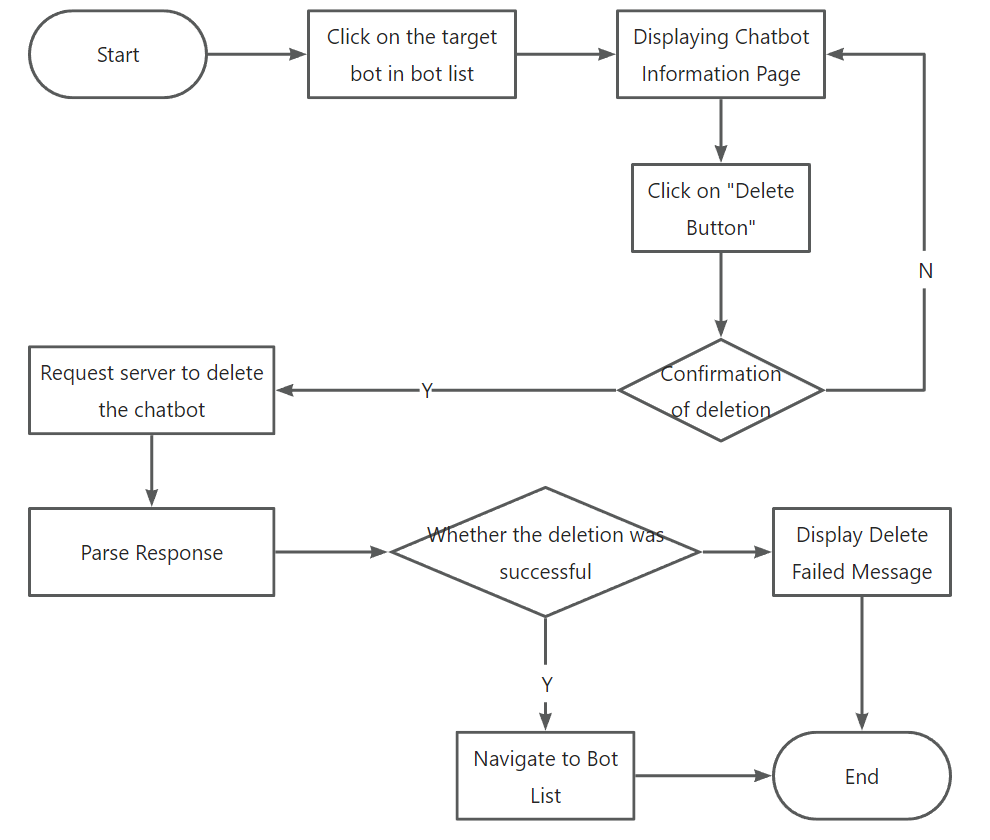 Start
Click on the target
bot in bot list
Displaying Chatbot
Information Page
Click on "Delete
Button"
N
Confirmation
of deletion
Y
Request server to delete
the chatbot
Parse Response
Whether the deletion was
successful
Display Delete
Failed Message
Y
Navigate to Bot
List
End